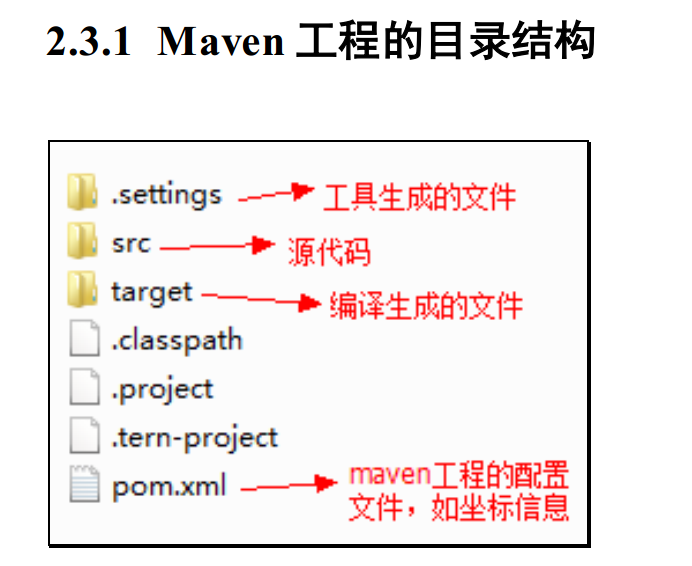 2.3.1 Maven 工程的目录结构
.settings 工具生成的文件
src 源代码
target 编译生成的文件
.classpath
.project
.tern-project
pom.xml maven工程的配置
文件，如坐标信息